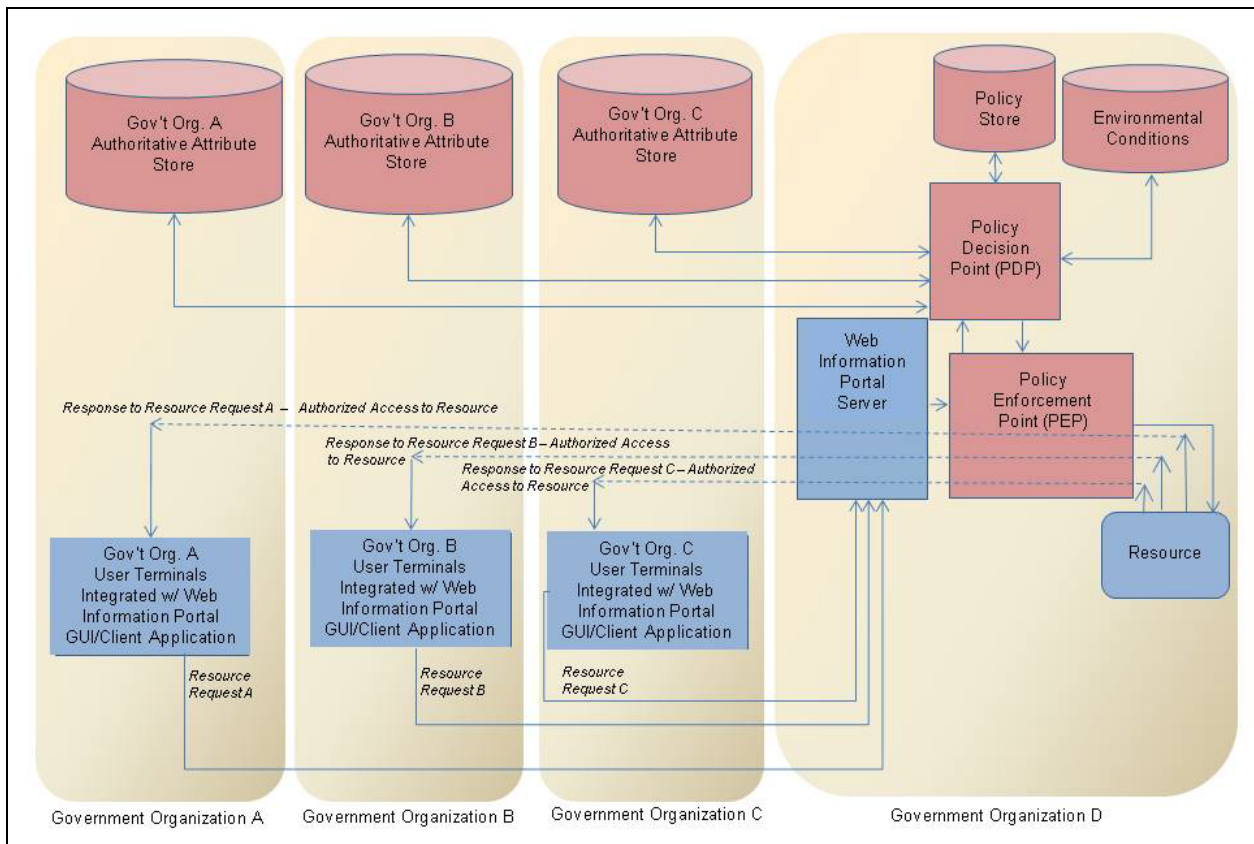 Gov't Org. A
Authoritative Attribute
Store
Gov't Org. B
Authoritative Attribute
Store
Gov't Org. C
Authoritative Attribute
Store
Policy
Store
Environmental
Conditions
Policy
Decision
Point (PDP)
Web
Information
Portal
Server
Policy
Enforcement
Point (PEP)
Response to Resource Request A – Authorized Access to Resource
Response to Resource Request B – Authorized Access
to Resource
Response to Resource Request C – Authorized
Access to Resource
Gov't Org. A
User Terminals
Integrated w/ Web
Information Portal
GUI/Client Application
Gov't Org. B
User Terminals
Integrated w/ Web
Information Portal
GUI/Client Application
Gov't Org. C
User Terminals
Integrated w/ Web
Information Portal
GUI/Client Application
Resource
Resource
Request A
Resource
Request B
Resource
Request C
Government Organization A
Government Organization B
Government Organization C
Government Organization D